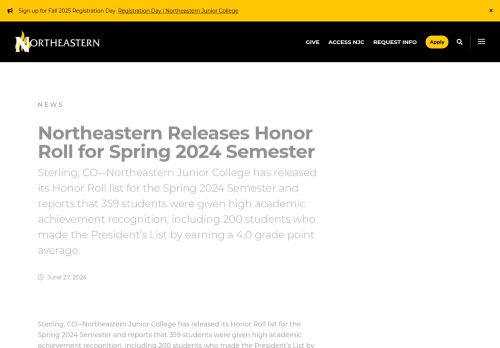 Sign up for Fall 2025 Registration Day Registration Day | Northeastern Junior College ×
NORTHEASTERN GIVE ACCESS NJC REQUEST INFO Apply
NEWS
Northeastern Releases Honor
Roll for Spring 2024 Semester
Sterling, CO--Northeastern Junior College has released
its Honor Roll list for the Spring 2024 Semester and
reports that 359 students were given high academic
achievement recognition, including 200 students who
made the President's List by earning a 4.0 grade point
average.
June 27, 2024
Sterling, CO--Northeastern Junior College has released its Honor Roll list for the
Spring 2024 Semester and reports that 359 students were given high academic
achievement recognition, including 200 students who made the President's List by